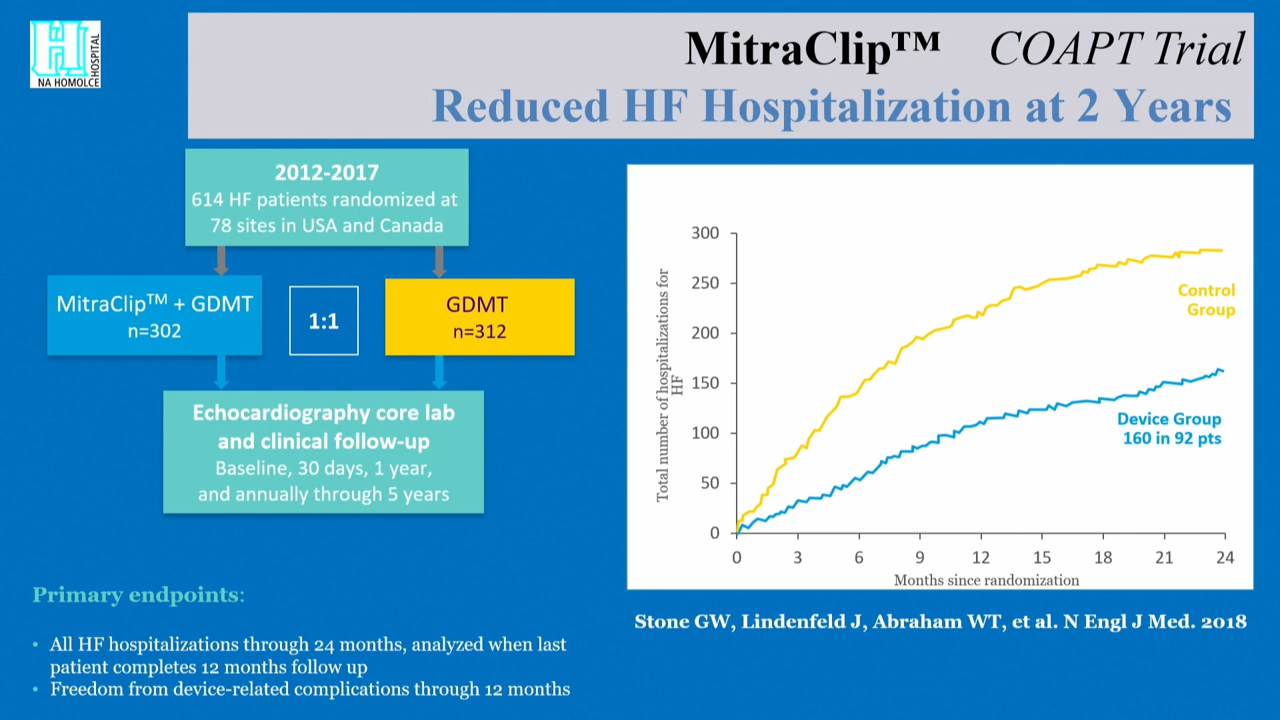 H
NA HOMOLCE
HOSPITAL
MitraClip™ COAPT Trial
Reduced HF Hospitalization at 2 Years
2012-2017
614 HF patients randomized at
78 sites in USA and Canada
MitraClip™ + GDMT
n=302
1:1
GDMT
n=312
Echocardiography core lab
and clinical follow-up
Baseline, 30 days, 1 year,
and annually through 5 years
Primary endpoints:
• All HF hospitalizations through 24 months, analyzed when last
patient completes 12 months follow up
• Freedom from device-related complications through 12 months
Total number of hospitalizations for
HF
300
250
200
150
100
50
0
Control
Group
Device Group
160 in 92 pts
0 3 6 9 12 15 18 21 24
Months since randomization
Stone GW, Lindenfeld J, Abraham WT, et al. N Engl J Med. 2018